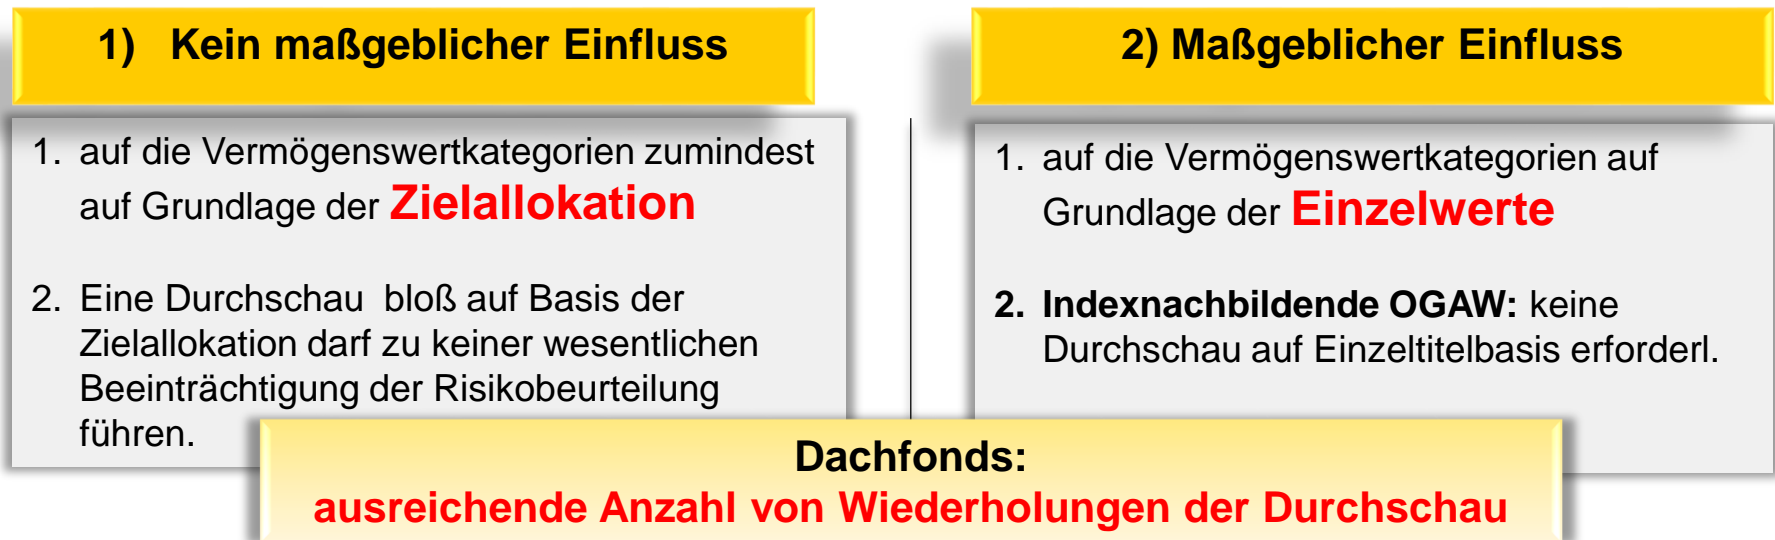 1) Kein maßgeblicher Einfluss
1. auf die Vermögenswertkategorien zumindest
auf Grundlage der Zielallokation
2. Eine Durchschau bloß auf Basis der
Zielallokation darf zu keiner wesentlichen
Beeinträchtigung der Risikobeurteilung
führen.
2) Maßgeblicher Einfluss
1. auf die Vermögenswertkategorien auf
Grundlage der Einzelwerte
2. Indexnachbildende OGAW: keine
Durchschau auf Einzeltitelbasis erforderl.
Dachfonds:
ausreichende Anzahl von Wiederholungen der Durchschau